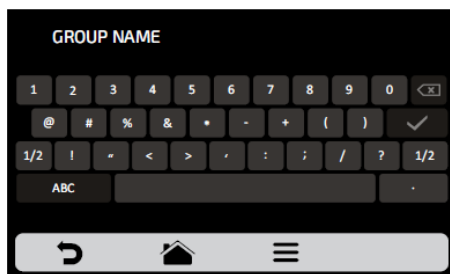 GROUP NAME
1 2 3 4 5 6 7 8 9 0
@ # % & * - + ( )
1/2 ! " < > ' : ; / ? 1/2
ABC .